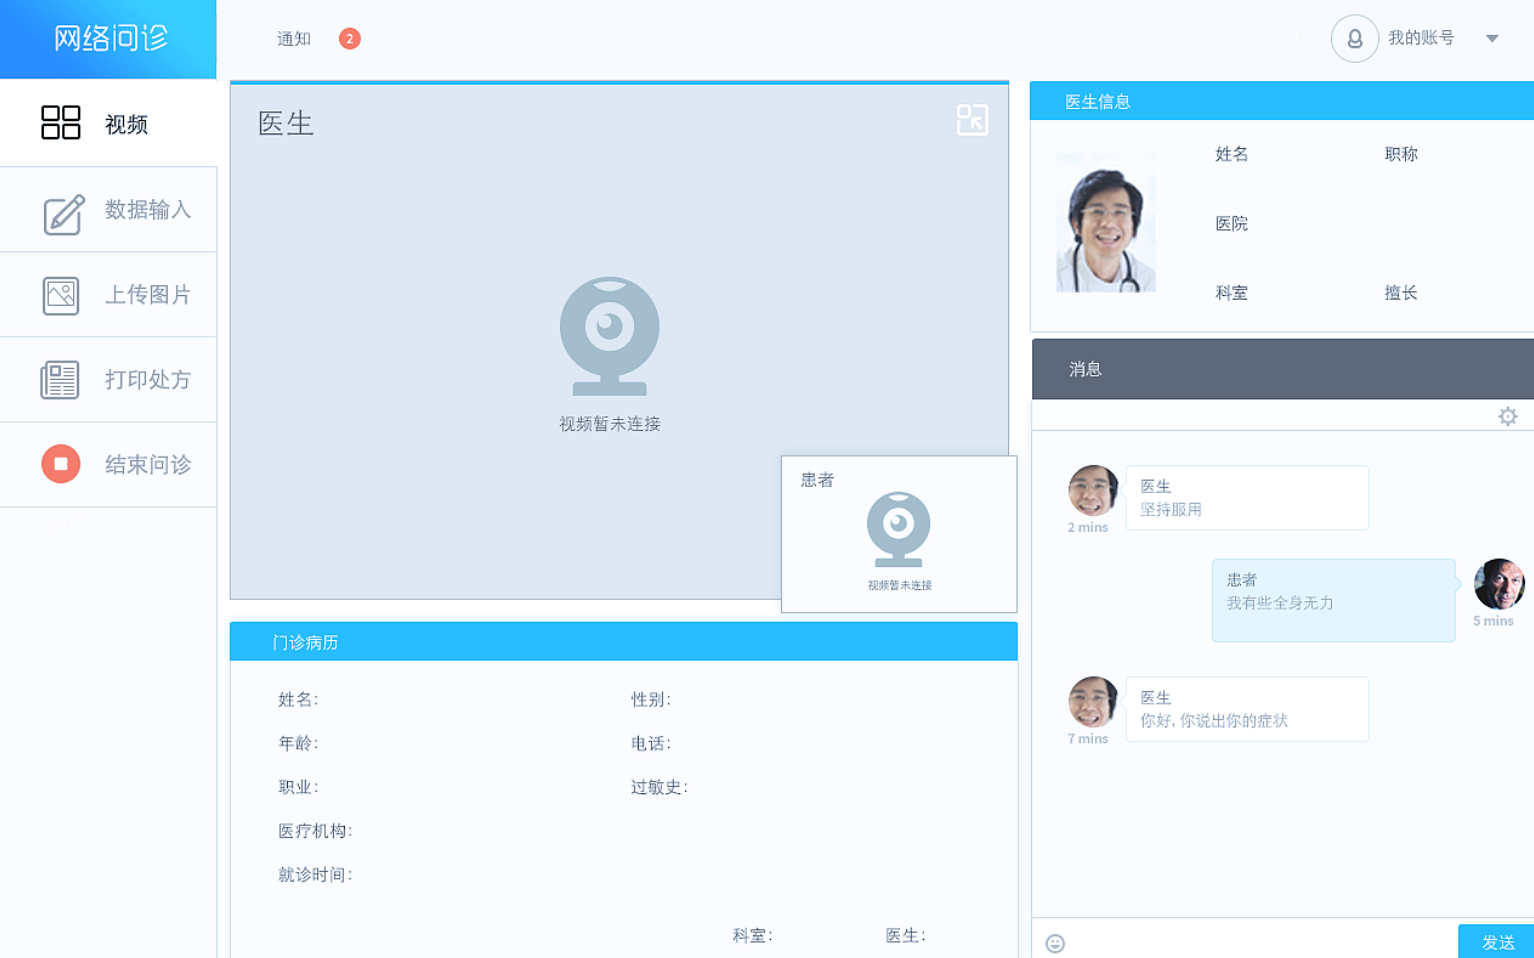 网络问诊
通知 2
我的账号
视频
数据输入
上传图片
打印处方
结束问诊
医生
视频暂未连接
患者
视频暂未连接
门诊病历
姓名: 性别:
年龄: 电话:
职业: 过敏史:
医疗机构:
就诊时间:
科室: 医生:
医生信息
姓名 职称
医院
科室 擅长
消息
医生
坚持服用
2 mins
患者
我有些全身无力
5 mins
医生
你好, 你说出你的症状
7 mins
发送